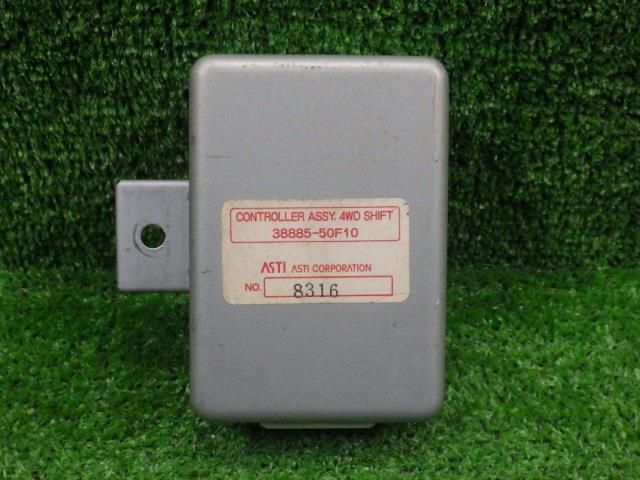 CONTROLLER ASSY. 4WD SHIFT
38885-50F10
ASTI ASTI CORPORATION
NO. 8316